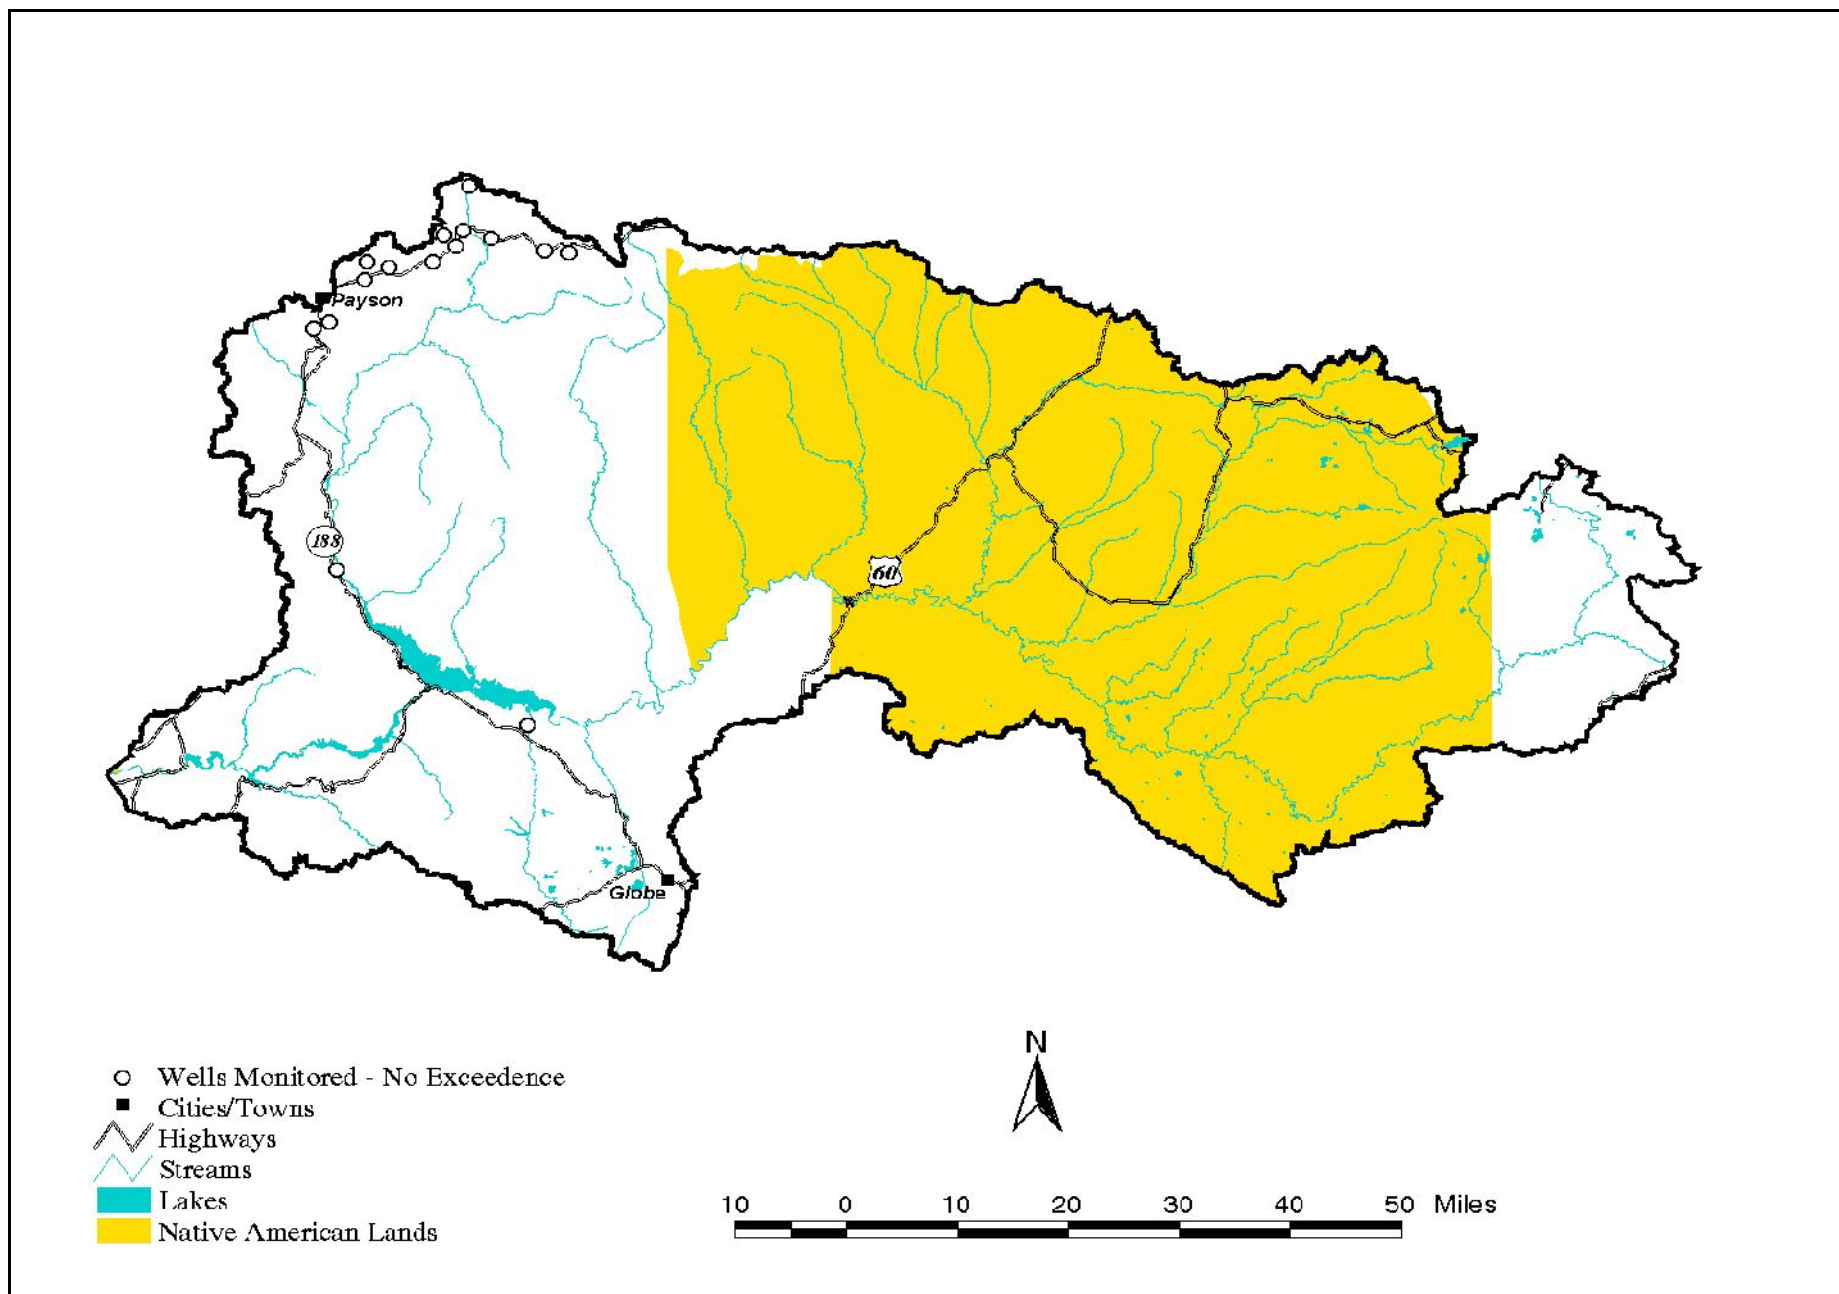 Payson
188
60
Globe
N
Wells Monitored - No Exceedence
Cities/Towns
Highways
Streams
Lakes
Native American Lands
10 0 10 20 30 40 50 Miles